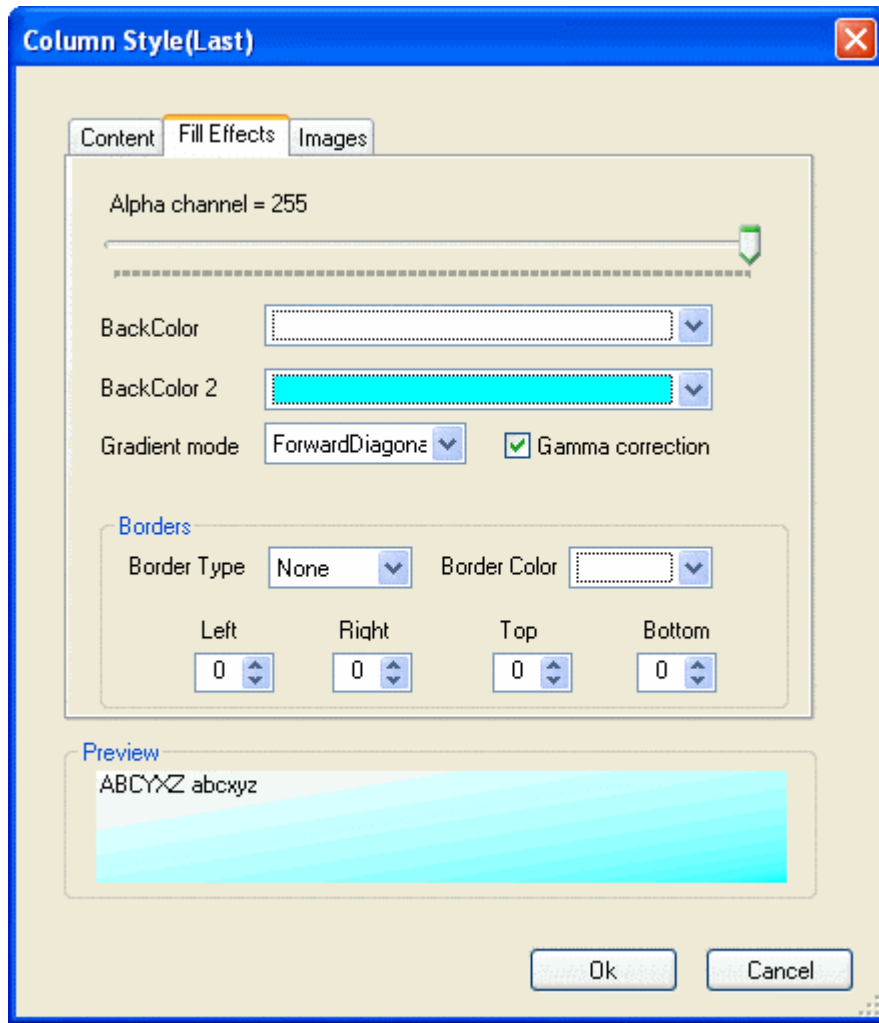 Column Style(Last)
Content Fill Effects Images
Alpha channel = 255
BackColor
BackColor 2
Gradient mode ForwardDiagona Gamma correction
Borders
Border Type None Border Color
Left Right Top Bottom
0 0 0 0
Preview
ABCYXZ abcxyz
Ok Cancel